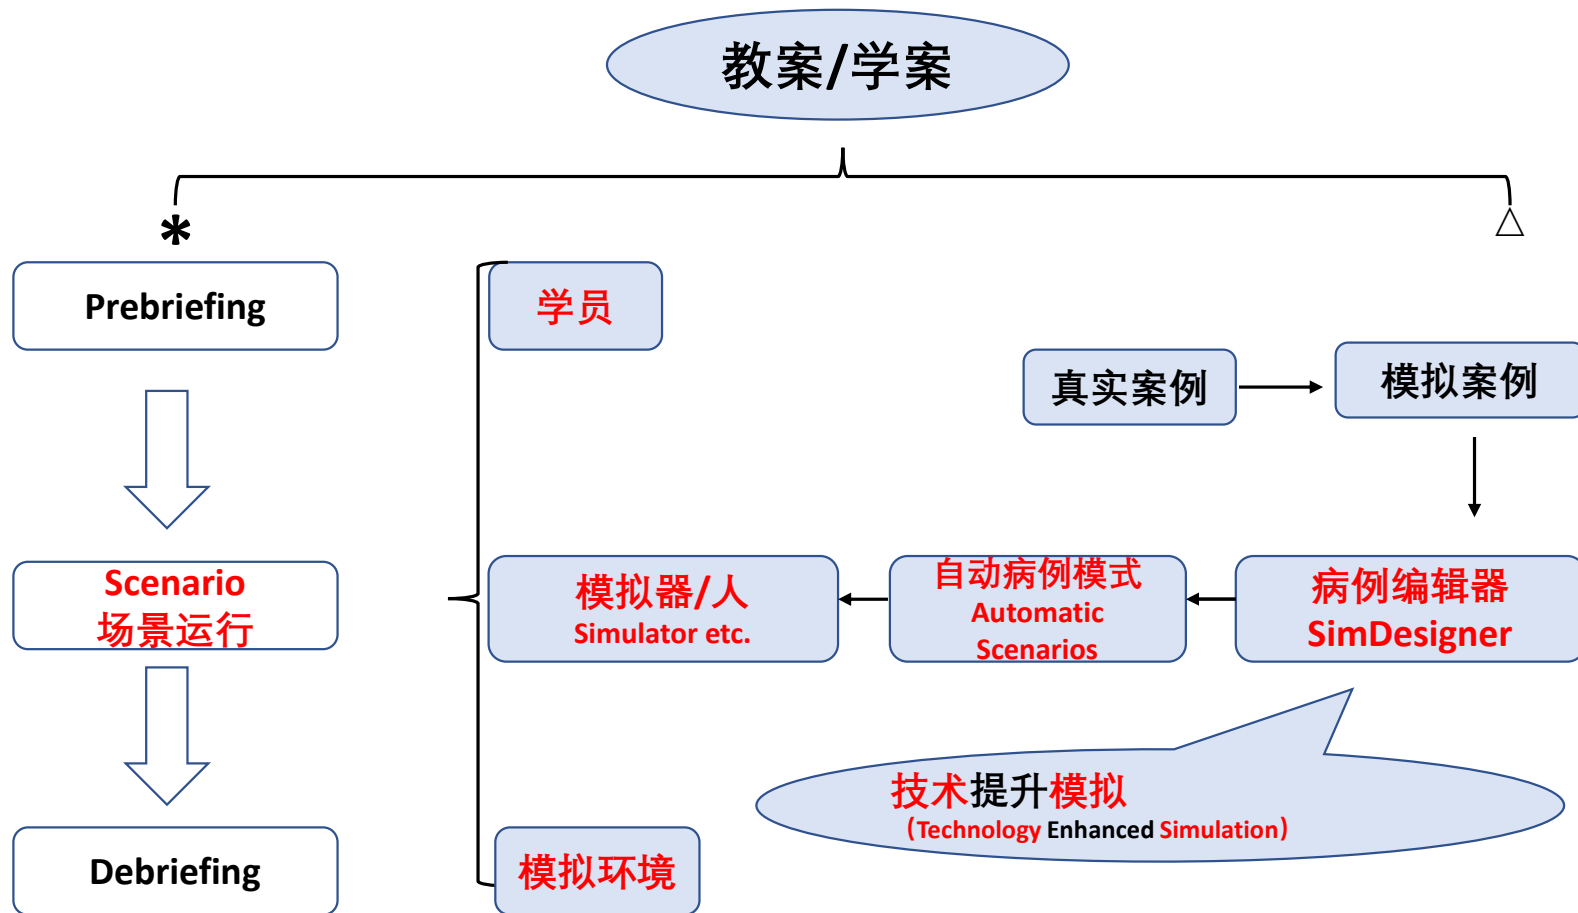 教案/学案
*
△
Prebriefing
学员
真实案例
模拟案例
Scenario
场景运行
模拟器/人
Simulator etc.
自动病例模式
Automatic
Scenarios
病例编辑器
SimDesigner
技术提升模拟
（Technology Enhanced Simulation）
Debriefing
模拟环境